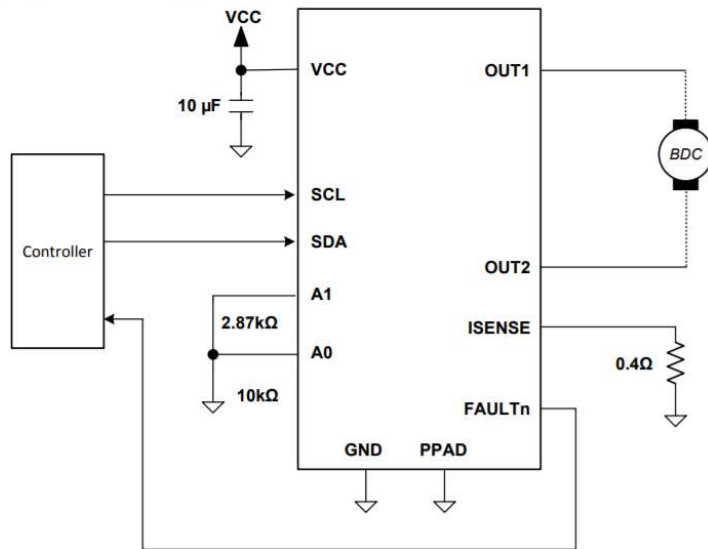 VCC
VCC
OUT1
10 µF
BDC
SCL
Controller
SDA
OUT2
A1
2.87kΩ
ISENSE
A0
0.4Ω
10kΩ
FAULTn
GND PPAD